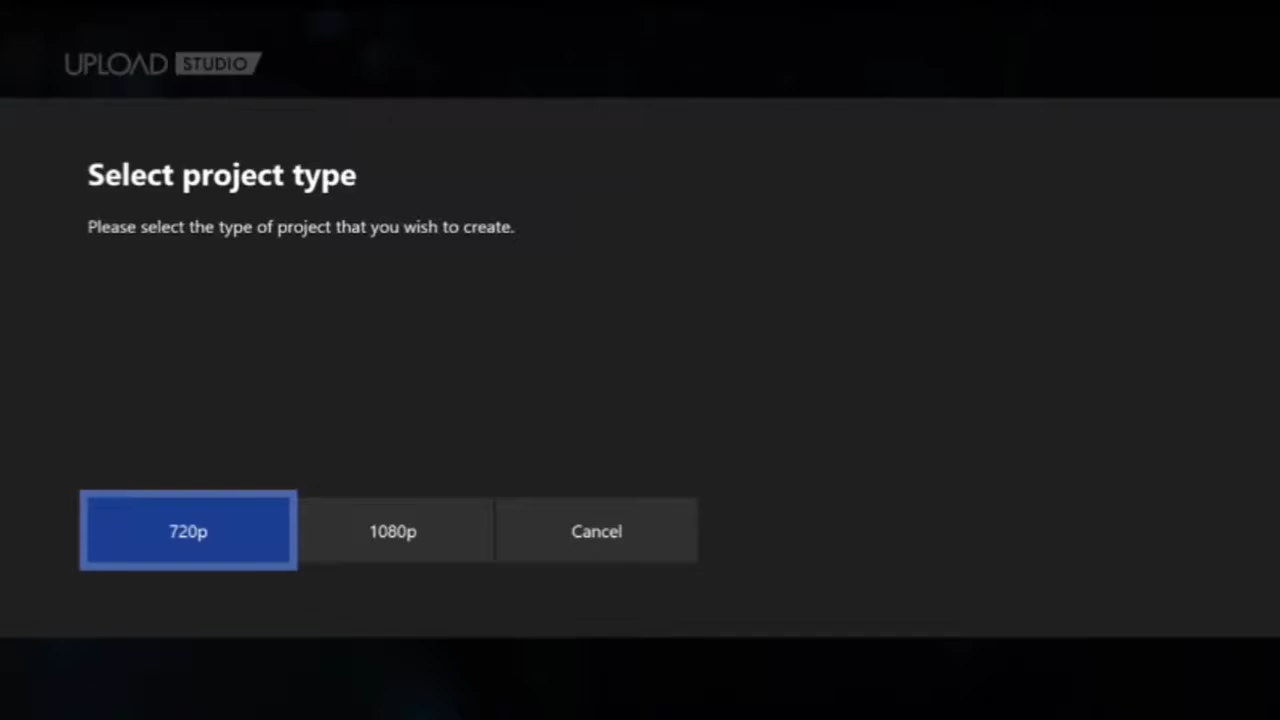 UPLOAD STUDIO
Select project type
Please select the type of project that you wish to create.
720p 1080p Cancel